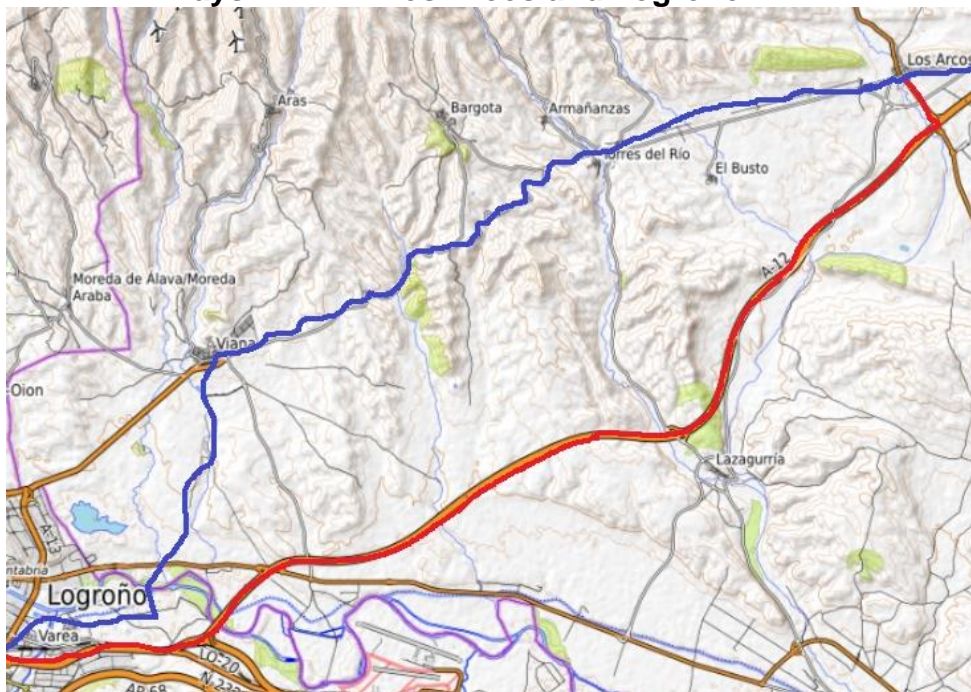 Los Arcos
Aras
Bargota
Armañanzas
Torres del Río
El Busto
A-12
Moreda de Álava/Moreda
Araba
Viana
-Oion
Lazagurría
A-13
ntabria
Logroño
Varea
LO-20